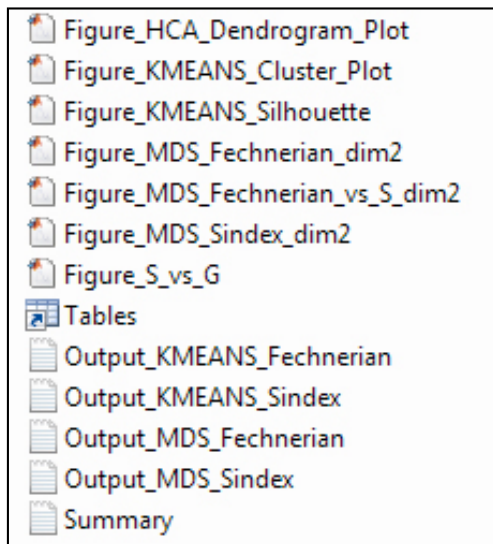 Figure_HCA_Dendrogram_Plot
Figure_KMEANS_Cluster_Plot
Figure_KMEANS_Silhouette
Figure_MDS_Fechnerian_dim2
Figure_MDS_Fechnerian_vs_S_dim2
Figure_MDS_Sindex_dim2
Figure_S_vs_G
Tables
Output_KMEANS_Fechnerian
Output_KMEANS_Sindex
Output_MDS_Fechnerian
Output_MDS_Sindex
Summary